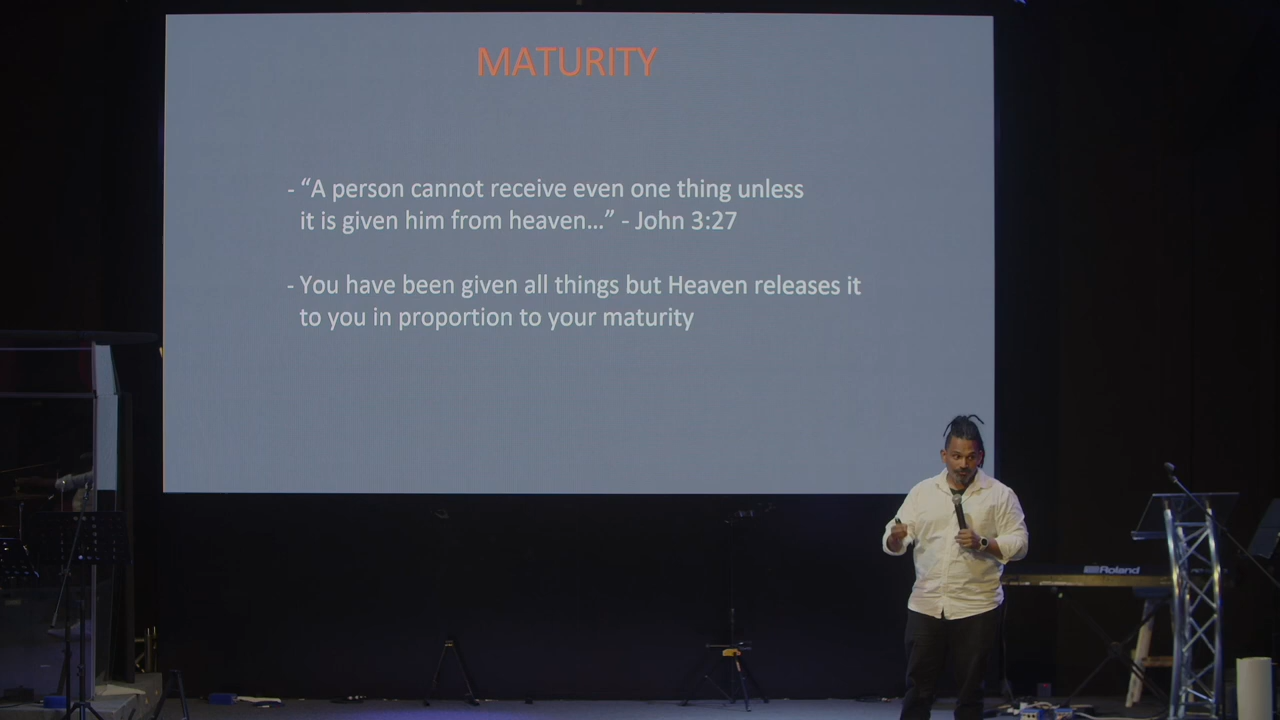 MATURITY
- “A person cannot receive even one thing unless
it is given him from heaven...” - John 3:27
- You have been given all things but Heaven releases it
to you in proportion to your maturity
Roland